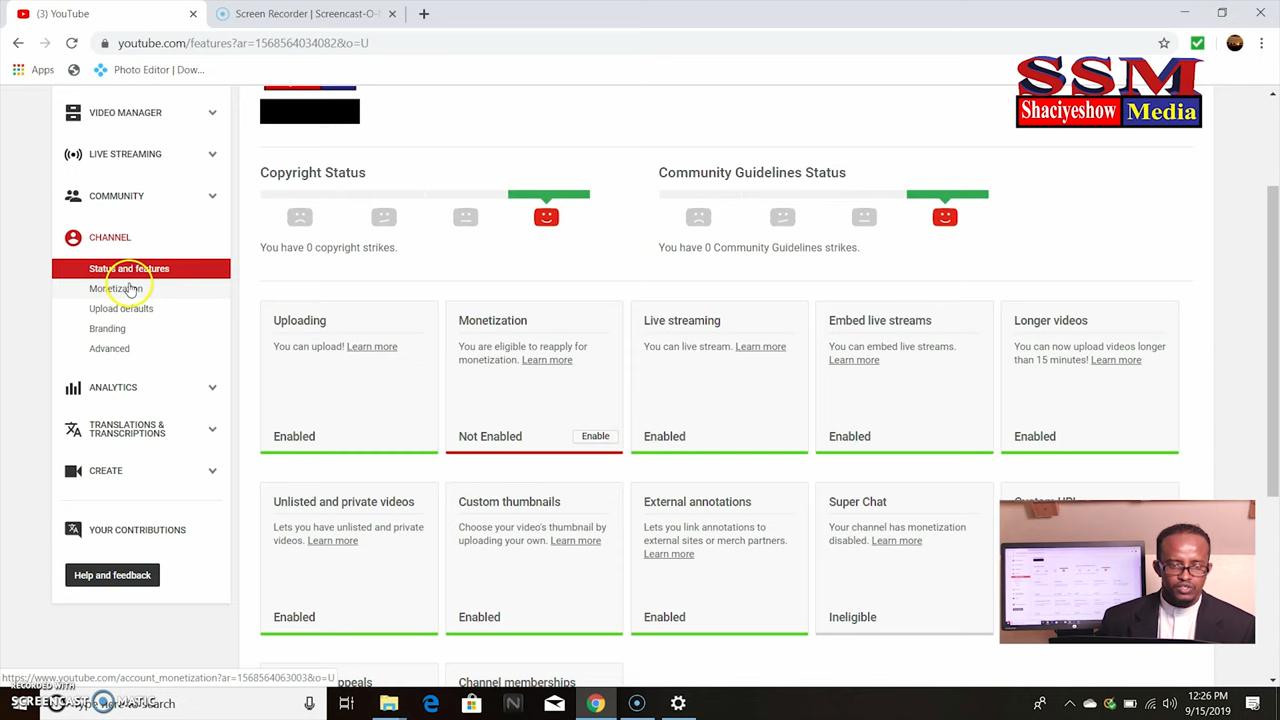 (3) YouTube
Screen Recorder | Screencast-O-
youtube.com/features?ar=1568564034082&o=U
Apps
Photo Editor | Dow...
SSM
Shaciyeshow Media
VIDEO MANAGER
LIVE STREAMING
COMMUNITY
CHANNEL
Status and features
Monetization
Upload defaults
Branding
Advanced
ANALYTICS
TRANSLATIONS &
TRANSCRIPTIONS
CREATE
YOUR CONTRIBUTIONS
Help and feedback
Copyright Status
You have 0 copyright strikes.
Community Guidelines Status
You have 0 Community Guidelines strikes.
Uploading
You can upload! Learn more
Enabled
Monetization
You are eligible to reapply for
monetization. Learn more
Not Enabled
Enable
Live streaming
You can live stream. Learn more
Enabled
Embed live streams
You can embed live streams.
Learn more
Enabled
Longer videos
You can now upload videos longer
than 15 minutes! Learn more
Enabled
Unlisted and private videos
Lets you have unlisted and private
videos. Learn more
Enabled
Custom thumbnails
Choose your video's thumbnail by
uploading your own. Learn more
Enabled
External annotations
Lets you link annotations to
external sites or merch partners.
Learn more
Enabled
Super Chat
Your channel has monetization
disabled. Learn more
Ineligible
Channel memberships
https://www.youtube.com/account_monetization?ar=1568564063003&o=U
RECORDED WITH
SCREENCAST MATIC
here to search
12:26 PM
9/15/2019